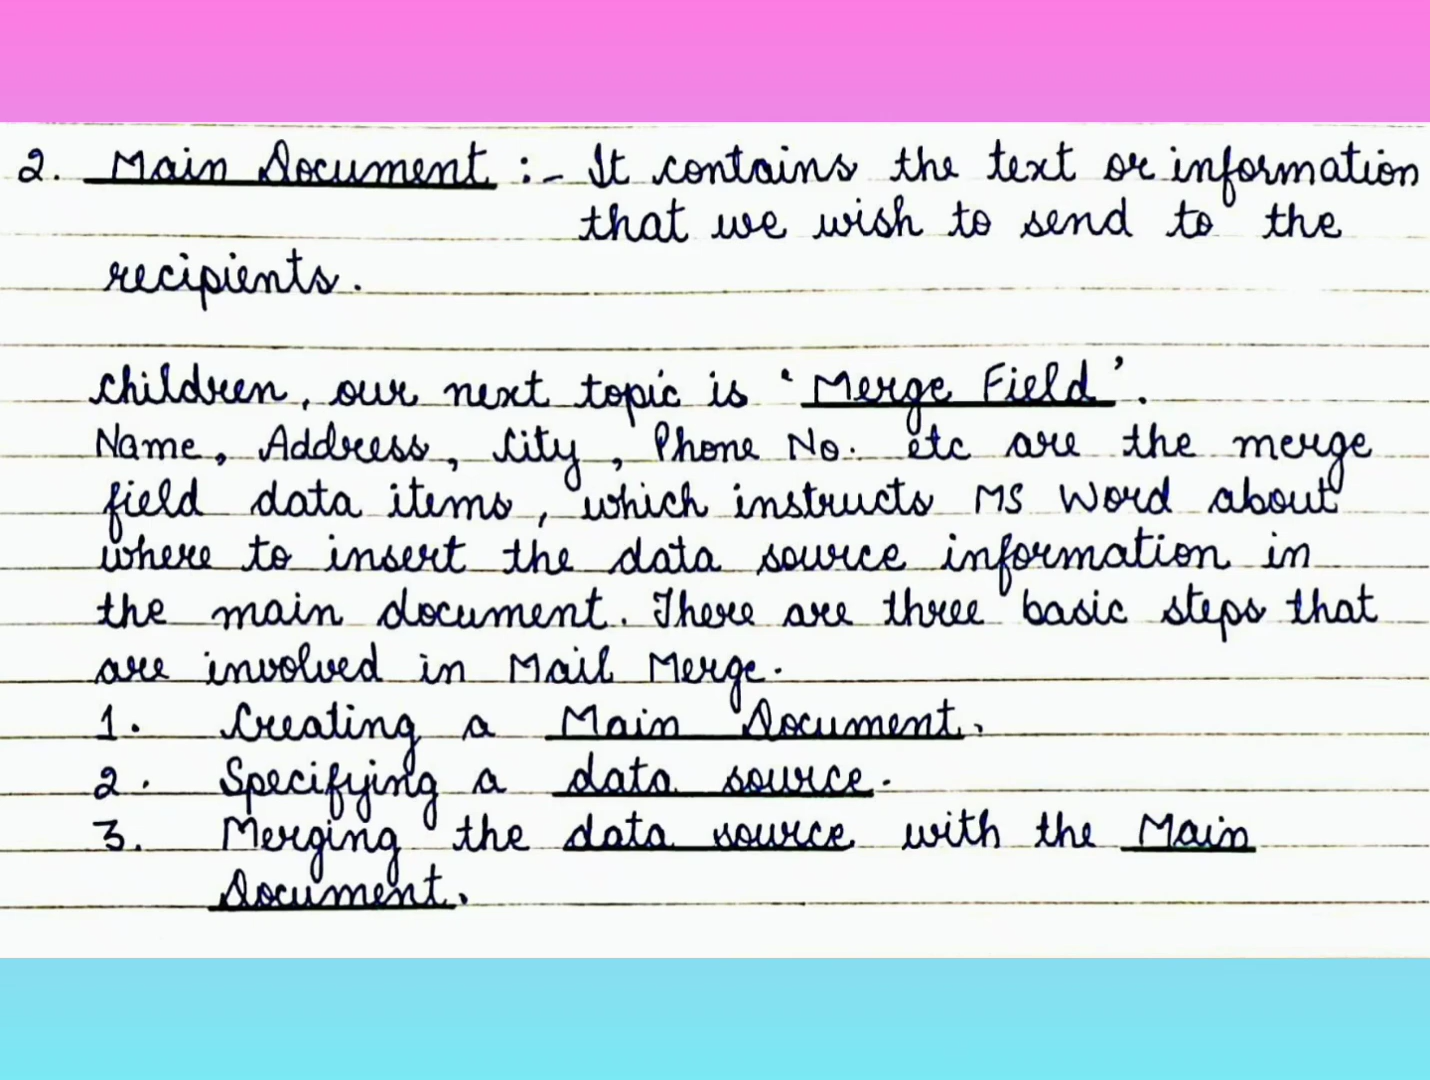 2. Main Document :- It contains the text or information
that we wish to send to the
recipients.
children, our next topic is ‘Merge Field’.
Name, Address, City, Phone No. etc are the merge
field data items, which instructs MS Word about
where to insert the data source information in
the main document. There are three basic steps that
are involved in Mail Merge.
1. Creating a Main Document.
2. Specifying a data source.
3. Merging the data source with the Main
Document.